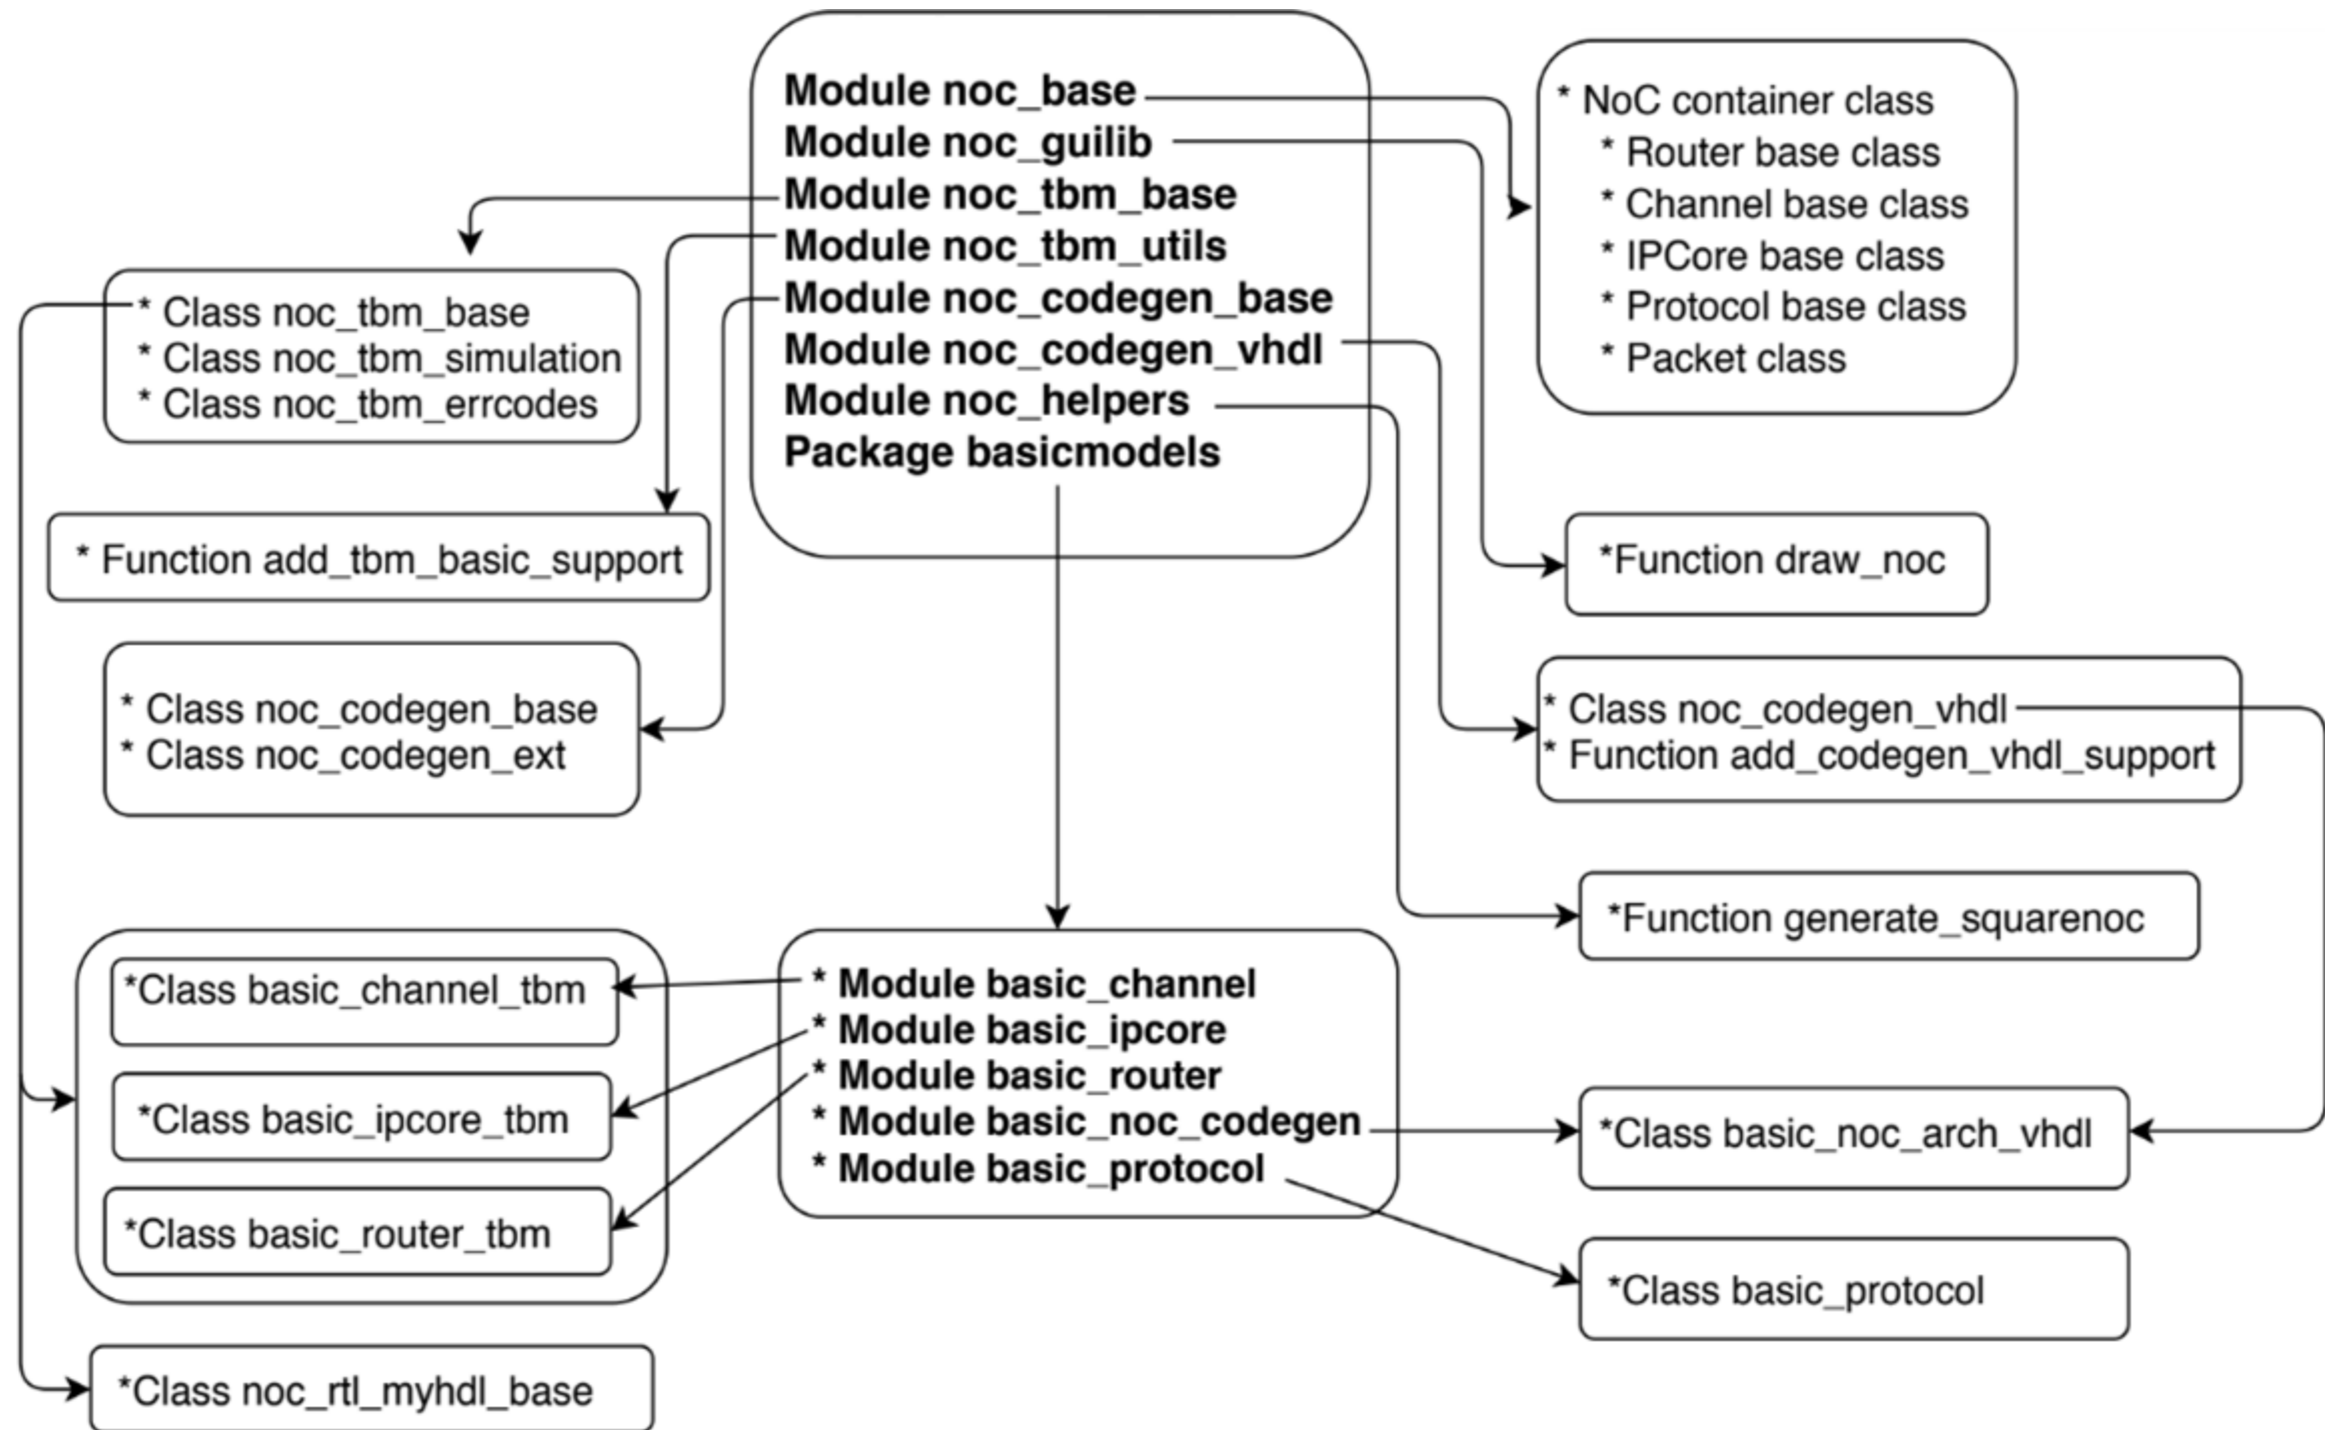 Module noc_base
Module noc_guilib
Module noc_tbm_base
Module noc_tbm_utils
Module noc_codegen_base
Module noc_codegen_vhdl
Module noc_helpers
Package basicmodels
* NoC container class
* Router base class
* Channel base class
* IPCore base class
* Protocol base class
* Packet class
* Class noc_tbm_base
* Class noc_tbm_simulation
* Class noc_tbm_errcodes
* Function add_tbm_basic_support
*Function draw_noc
* Class noc_codegen_base
* Class noc_codegen_ext
* Class noc_codegen_vhdl
* Function add_codegen_vhdl_support
*Function generate_squarenoc
*Class basic_channel_tbm
*Class basic_ipcore_tbm
*Class basic_router_tbm
* Module basic_channel
* Module basic_ipcore
* Module basic_router
* Module basic_noc_codegen
* Module basic_protocol
*Class basic_noc_arch_vhdl
*Class basic_protocol
*Class noc_rtl_myhdl_base